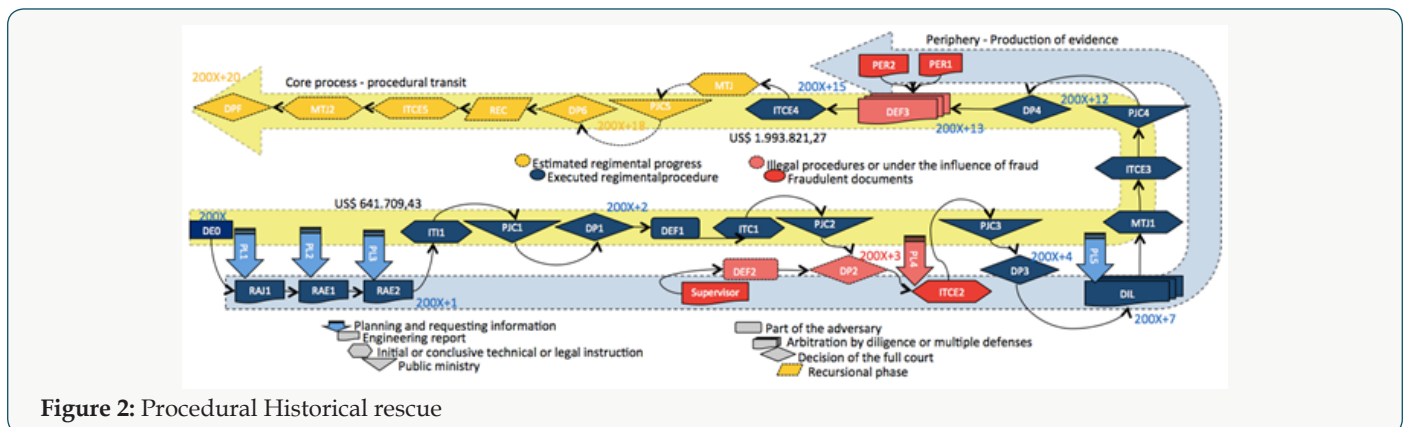 Periphery - Production of evidence
200X+20
Core process - procedural transit
PER2
PER1
MTJ
200X+15
200X+12
DPF
MTJ2
ITCE5
REC
DP6
PJC5
ITCE4
DEF3
DP4
PJC4
200X+18
200X+13
US$ 1.993.821,27
Estimated regimental progress
Executed regimentalprocedure
Illegal procedures or under the influence of fraud
Fraudulent documents
ITCE3
US$ 641.709,43
200X
200X+2
DE0
ITI1
PJC1
DP1
DEF1
ITC1
PJC2
PJC3
MTJ1
PL1
PL2
PL3
200X+3
PL4
200X+4
PL5
DEF2
DP2
DP3
RAJ1
RAE1
RAE2
200X+1
Supervisor
ITCE2
DIL
200X+7
Planning and requesting information
Engineering report
Initial or conclusive technical or legal instruction
Public ministry
Part of the adversary
Arbitration by diligence or multiple defenses
Decision of the full court
Recursional phase
Figure 2: Procedural Historical rescue